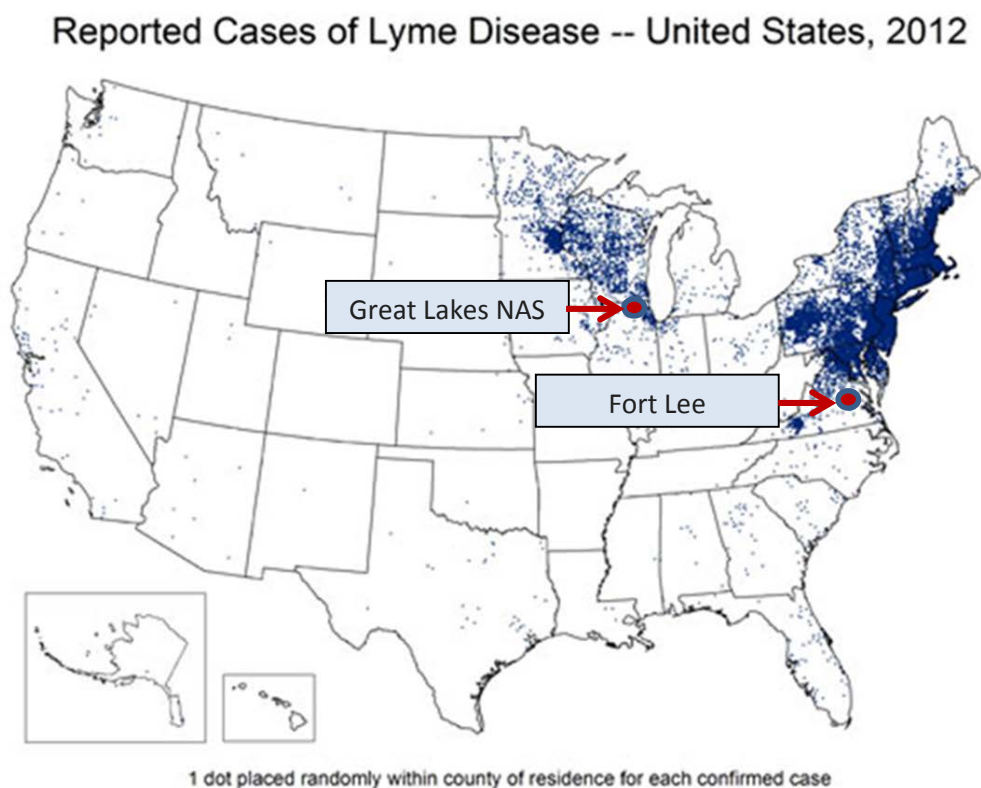 Reported Cases of Lyme Disease -- United States, 2012
Great Lakes NAS
Fort Lee
1 dot placed randomly within county of residence for each confirmed case